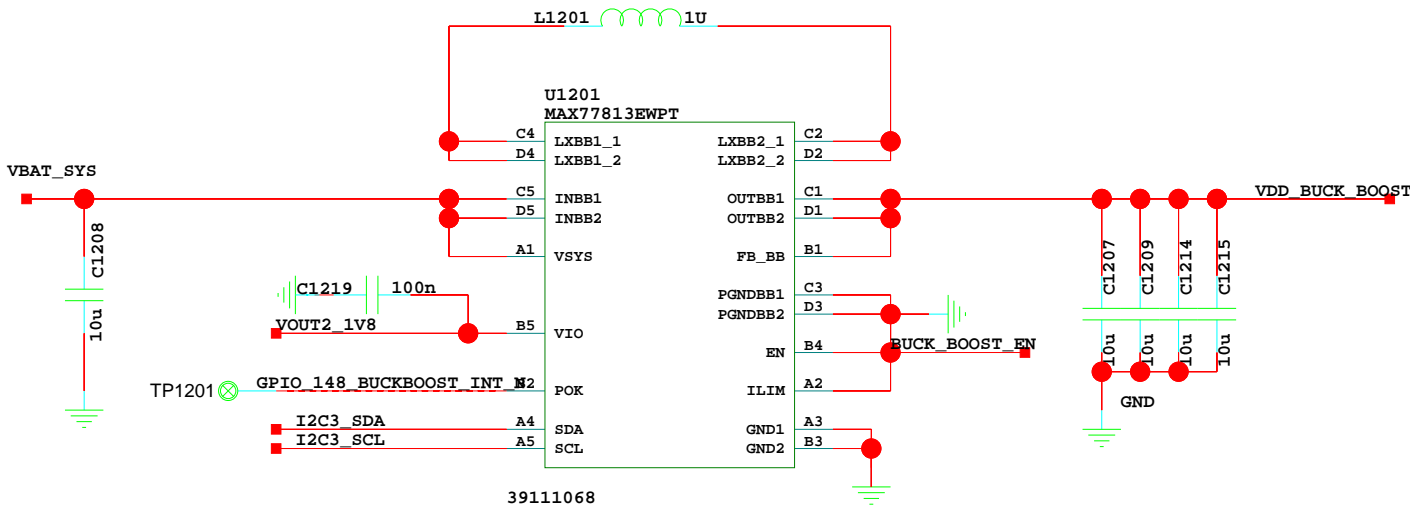 L1201 1U
U1201
MAX77813EWPT
C4 LXBB1_1 LXBB2_1 C2
D4 LXBB1_2 LXBB2_2 D2
VBAT_SYS
C5 INBB1 OUTBB1 C1 VDD_BUCK_BOOST
D5 INBB2 OUTBB2 D1
C1208
10u
A1 VSYS FB_BB B1
C1207
C1209
C1214
C1215
C1219 100n
PGNDBB1 C3
PGNDBB2 D3
VOUT2_1V8 B5 VIO
EN B4 BUCK_BOOST_EN
10u
10u
10u
10u
TP1201 GPIO_148_BUCKBOOST_INT_N POK ILIM A2
GND
I2C3_SDA A4 SDA GND1 A3
I2C3_SCL A5 SCL GND2 B3
39111068